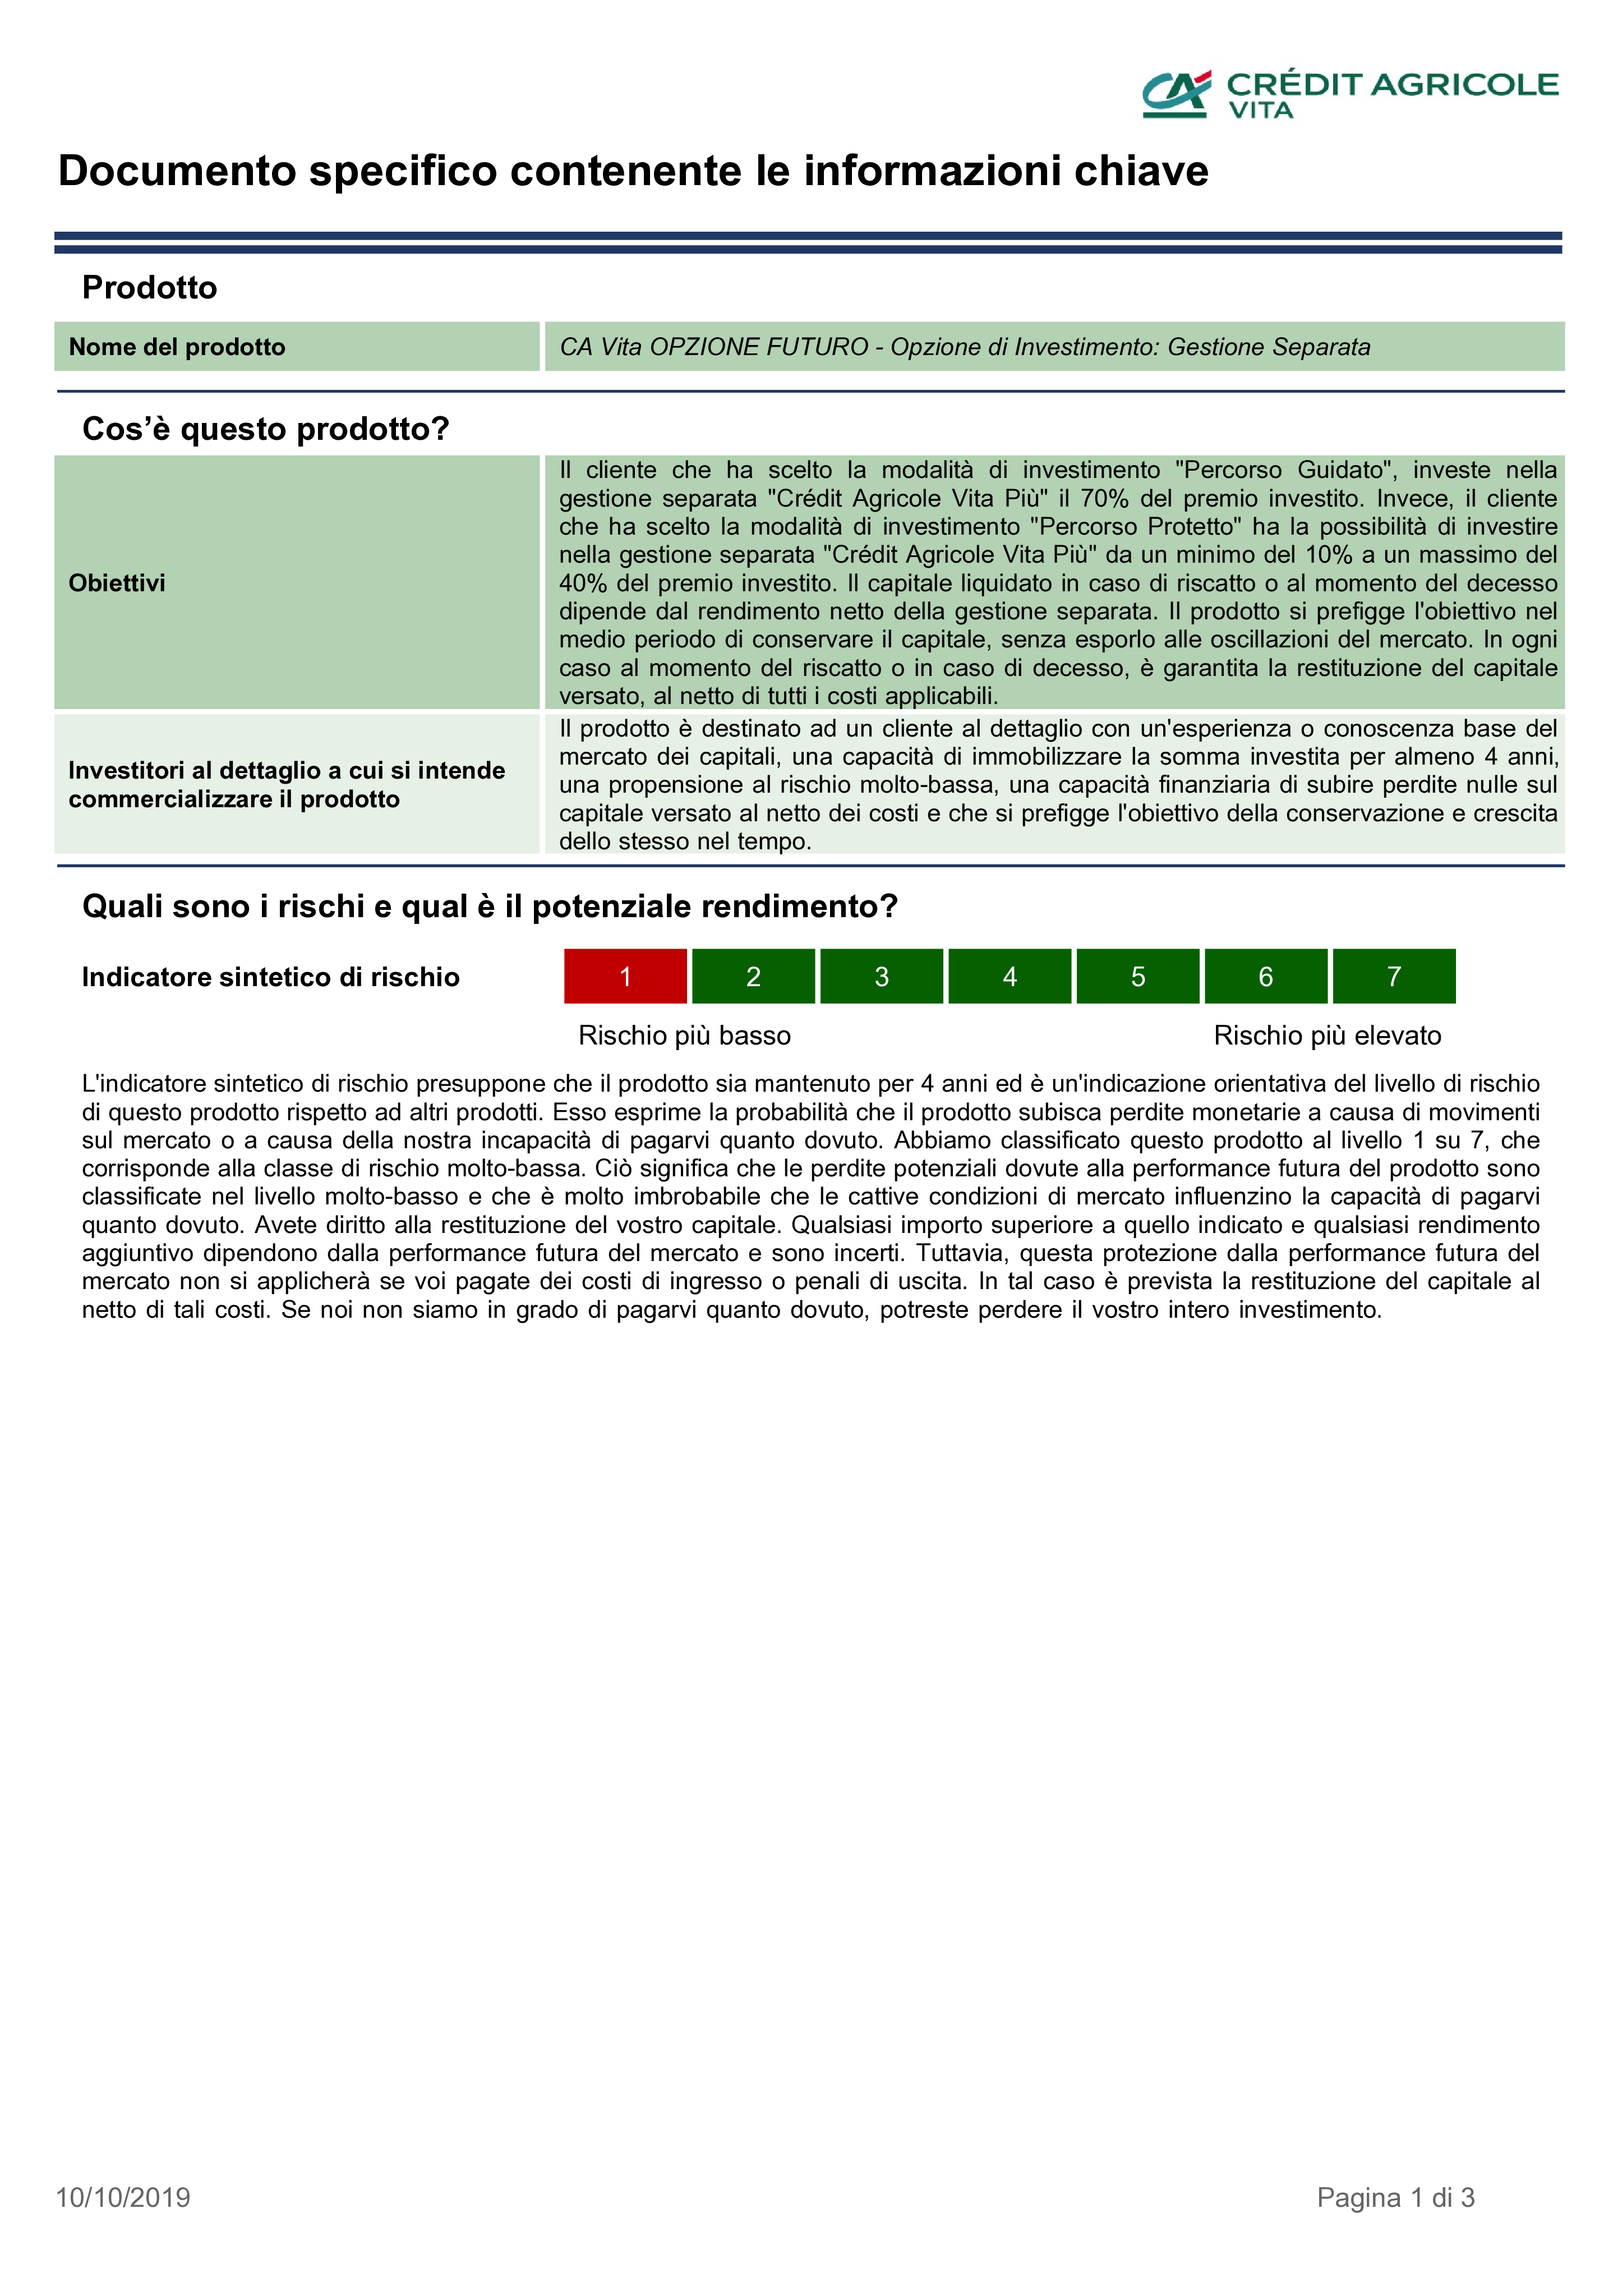 CRÉDIT AGRICOLE
VITA
Documento specifico contenente le informazioni chiave
Prodotto
Nome del prodotto
CA Vita OPZIONE FUTURO - Opzione di Investimento: Gestione Separata
Cos’è questo prodotto?
Obiettivi
Il cliente che ha scelto la modalità di investimento "Percorso Guidato", investe nella
gestione separata "Crédit Agricole Vita Più" il 70% del premio investito. Invece, il cliente
che ha scelto la modalità di investimento "Percorso Protetto" ha la possibilità di investire
nella gestione separata "Crédit Agricole Vita Più" da un minimo del 10% a un massimo del
40% del premio investito. Il capitale liquidato in caso di riscatto o al momento del decesso
dipende dal rendimento netto della gestione separata. Il prodotto si prefigge l'obiettivo nel
medio periodo di conservare il capitale, senza esporlo alle oscillazioni del mercato. In ogni
caso al momento del riscatto o in caso di decesso, è garantita la restituzione del capitale
versato, al netto di tutti i costi applicabili.
Investitori al dettaglio a cui si intende
commercializzare il prodotto
Il prodotto è destinato ad un cliente al dettaglio con un'esperienza o conoscenza base del
mercato dei capitali, una capacità di immobilizzare la somma investita per almeno 4 anni,
una propensione al rischio molto-bassa, una capacità finanziaria di subire perdite nulle sul
capitale versato al netto dei costi e che si prefigge l'obiettivo della conservazione e crescita
dello stesso nel tempo.
Quali sono i rischi e qual è il potenziale rendimento?
Indicatore sintetico di rischio
1 2 3 4 5 6 7
Rischio più basso Rischio più elevato
L'indicatore sintetico di rischio presuppone che il prodotto sia mantenuto per 4 anni ed è un'indicazione orientativa del livello di rischio
di questo prodotto rispetto ad altri prodotti. Esso esprime la probabilità che il prodotto subisca perdite monetarie a causa di movimenti
sul mercato o a causa della nostra incapacità di pagarvi quanto dovuto. Abbiamo classificato questo prodotto al livello 1 su 7, che
corrisponde alla classe di rischio molto-bassa. Ciò significa che le perdite potenziali dovute alla performance futura del prodotto sono
classificate nel livello molto-basso e che è molto imbrobabile che le cattive condizioni di mercato influenzino la capacità di pagarvi
quanto dovuto. Avete diritto alla restituzione del vostro capitale. Qualsiasi importo superiore a quello indicato e qualsiasi rendimento
aggiuntivo dipendono dalla performance futura del mercato e sono incerti. Tuttavia, questa protezione dalla performance futura del
mercato non si applicherà se voi pagate dei costi di ingresso o penali di uscita. In tal caso è prevista la restituzione del capitale al
netto di tali costi. Se noi non siamo in grado di pagarvi quanto dovuto, potreste perdere il vostro intero investimento.
10/10/2019
Pagina 1 di 3